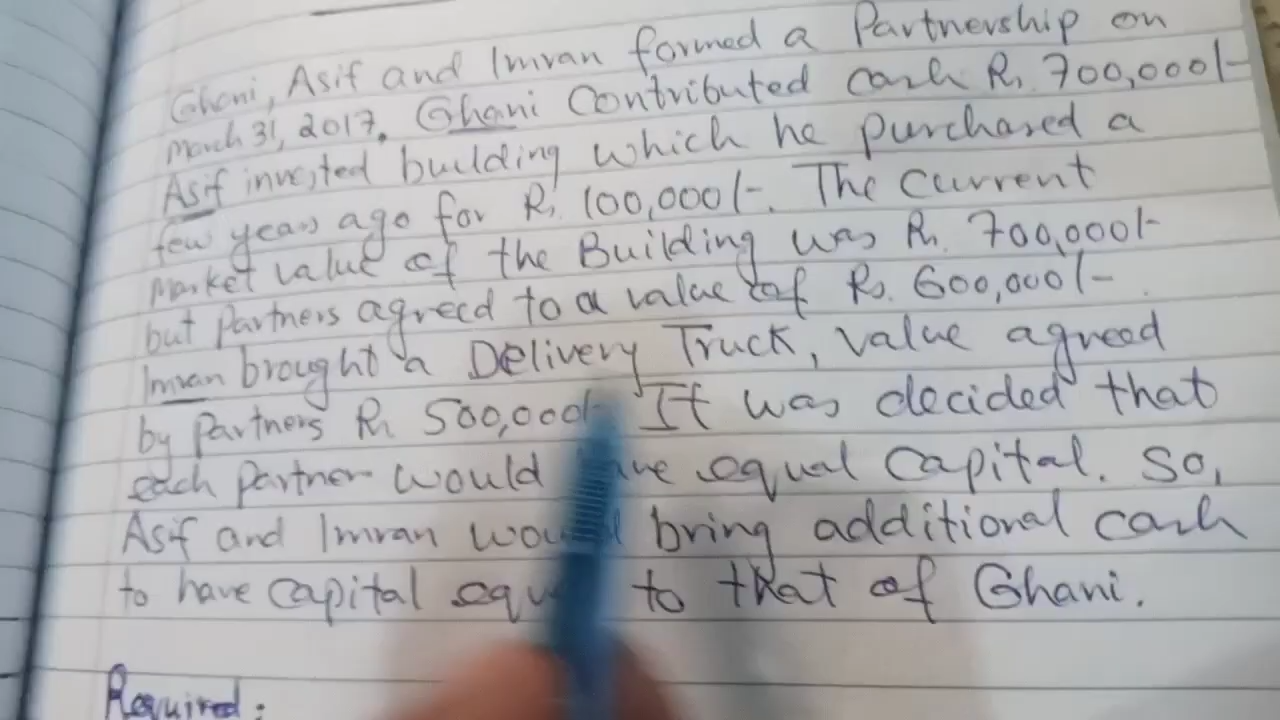 Ghani, Asif and Imran formed a Partnership on
March 31, 2017. Ghani Contributed cash Rs. 700,000/-
Asif invested building which he purchased a
few years ago for Rs. 100,000/-. The Current
Market value of the Building was Rs. 700,000/-
but Partners agreed to a value of Rs. 600,000/-
Imran brought a Delivery Truck, value agreed
by Partners Rs 500,000/- It was decided that
each Partner would equal Capital. So,
Asif and Imran bring additional cash
to have Capital to that of Ghani.
Required: